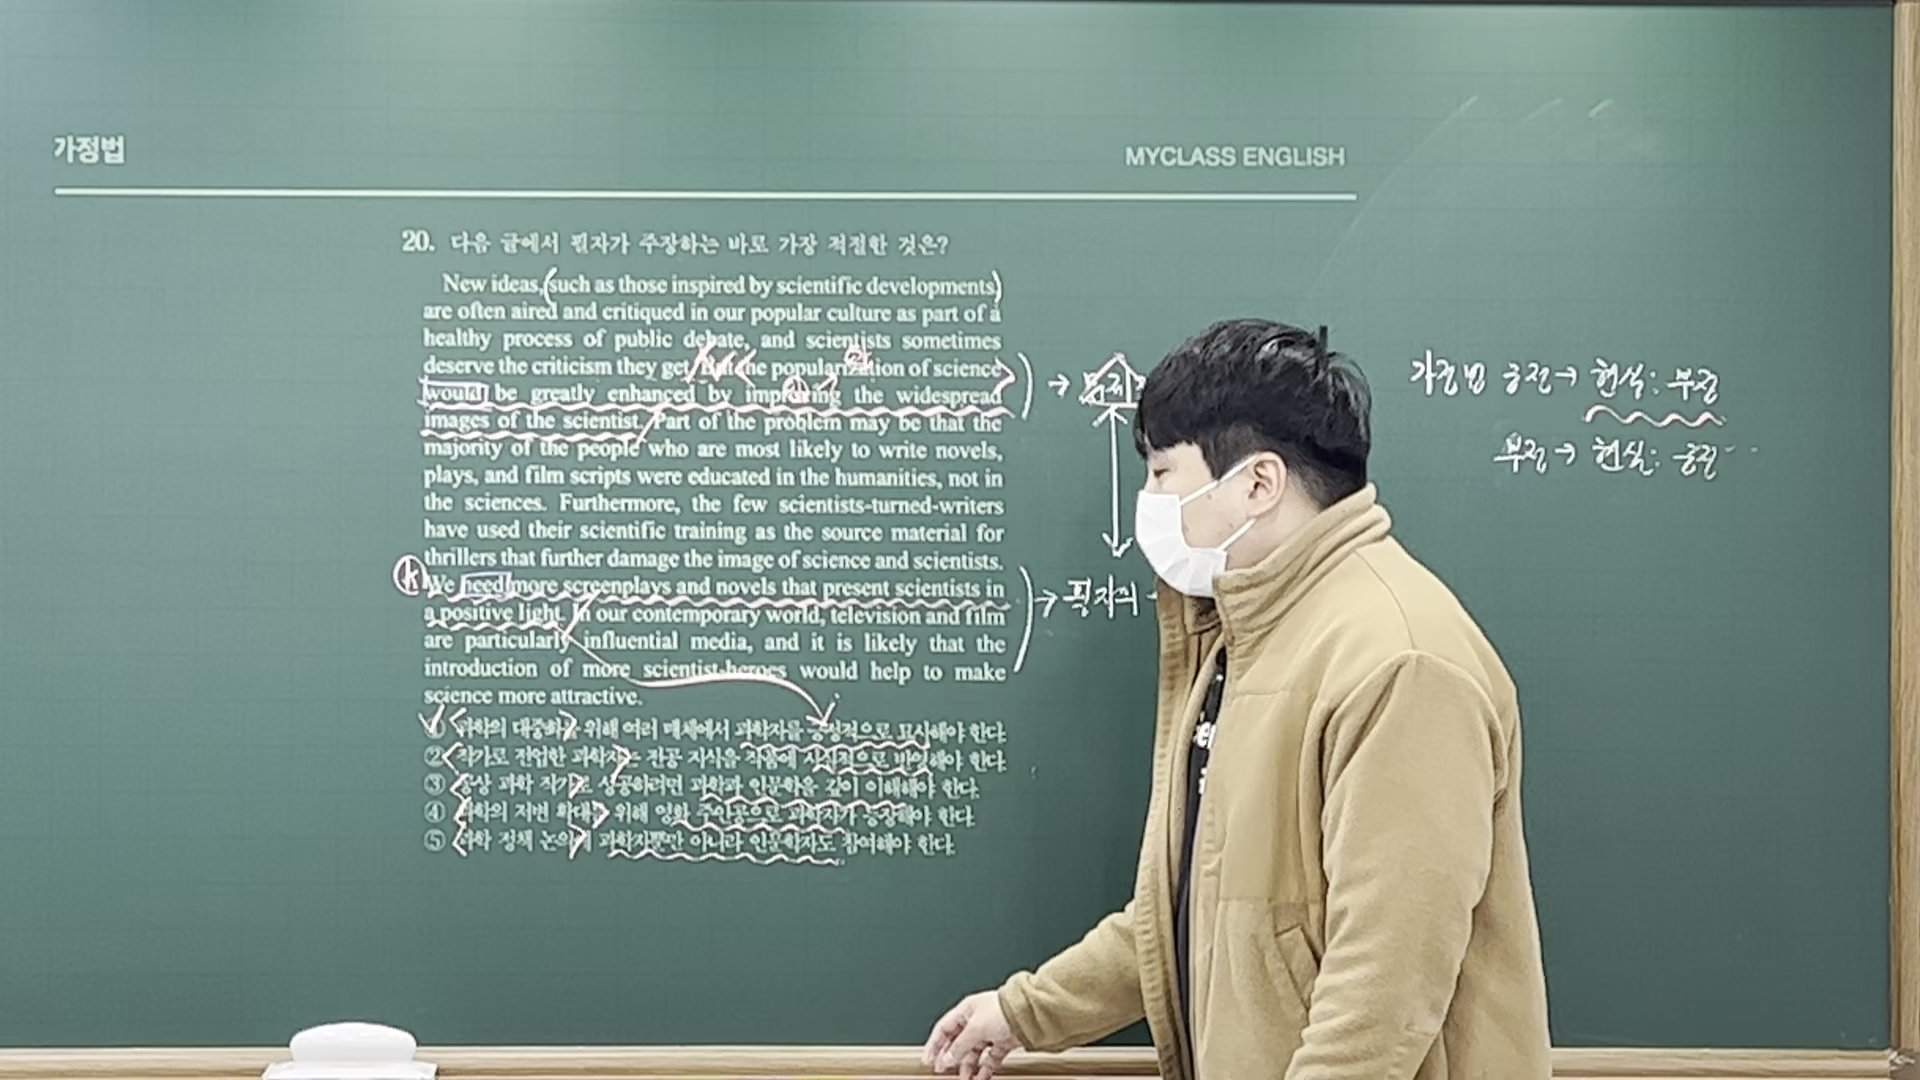 가정법
MYCLASS ENGLISH
20. 다음 글에서 필자가 주장하는 바로 가장 적절한 것은?
New ideas, (such as those inspired by scientific developments)
are often aired and critiqued in our popular culture as part of a
healthy process of public debate, and scientists sometimes
deserve the criticism they get. But the popularization of science
would be greatly enhanced by improving the widespread
images of the scientist. Part of the problem may be that the
majority of the people who are most likely to write novels,
plays, and film scripts were educated in the humanities, not in
the sciences. Furthermore, the few scientists-turned-writers
have used their scientific training as the source material for
thrillers that further damage the image of science and scientists.
We need more screenplays and novels that present scientists in
a positive light. In our contemporary world, television and film
are particularly influential media, and it is likely that the
introduction of more scientist-heroes would help to make
science more attractive.
① 과학의 대중화를 위해 여러 매체에서 과학자를 긍정적으로 묘사해야 한다.
② 작가로 전업한 과학자는 전공 지식을 작품에 사실적으로 반영해야 한다.
③ 공상 과학 작가로 성공하려면 과학과 인문학을 깊이 이해해야 한다.
④ 과학의 저변 확대를 위해 영화 주인공으로 과학자가 등장해야 한다.
⑤ 과학 정책 논의에 과학자뿐만 아니라 인문학자도 참여해야 한다.
K
→ 문제
→ 필자의
가정법 긍정→ 현실: 부정
부정→ 현실: 긍정